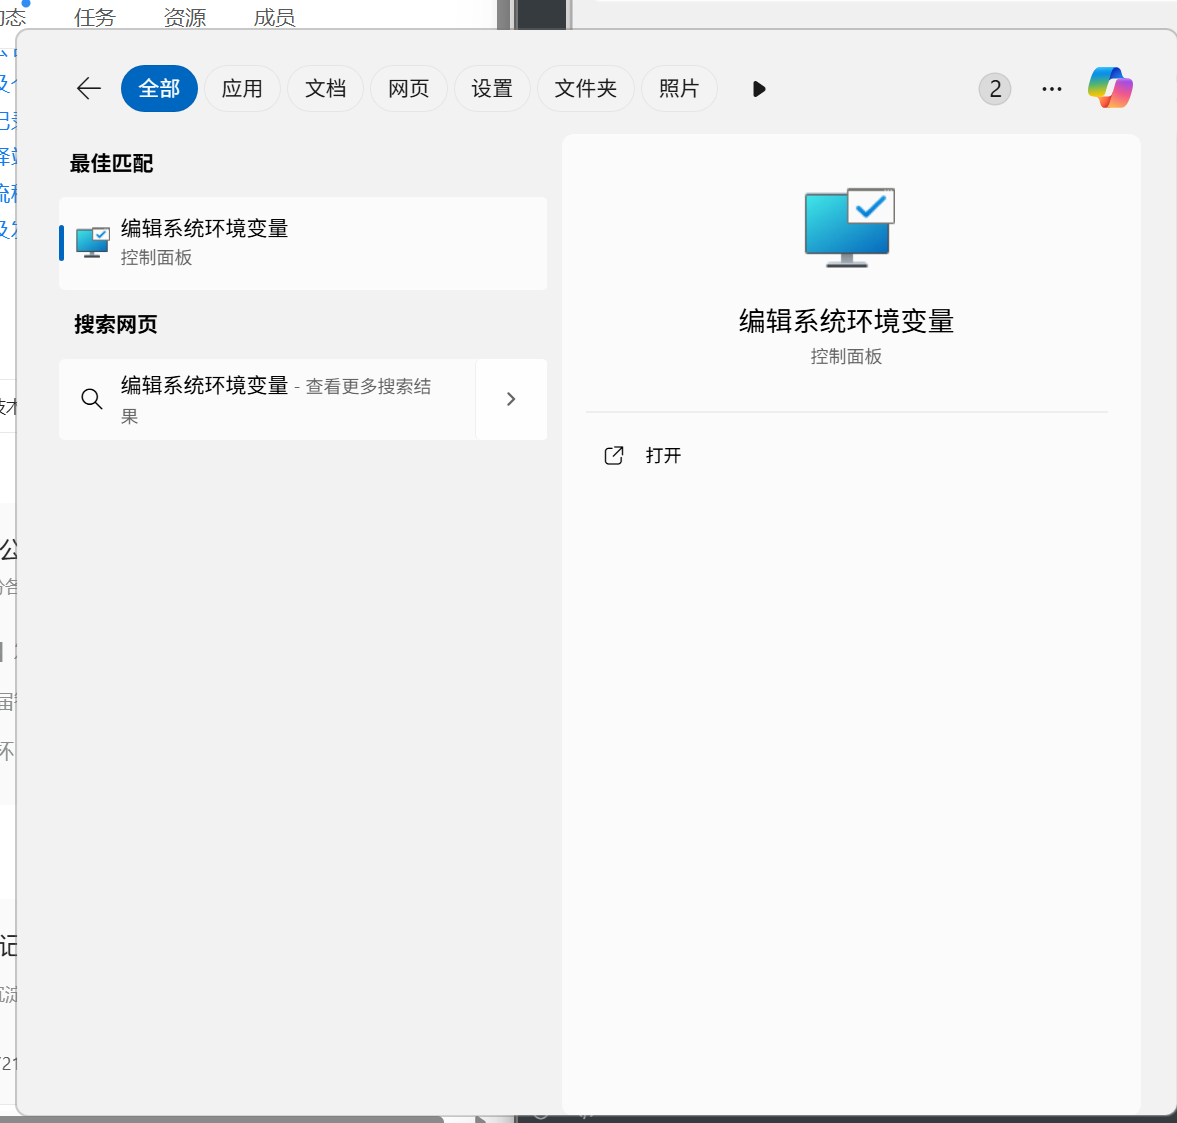 任务 资源 成员
全部 应用 文档 网页 设置 文件夹 照片 2
最佳匹配
编辑系统环境变量
控制面板
搜索网页
编辑系统环境变量 - 查看更多搜索结
果
编辑系统环境变量
控制面板
打开